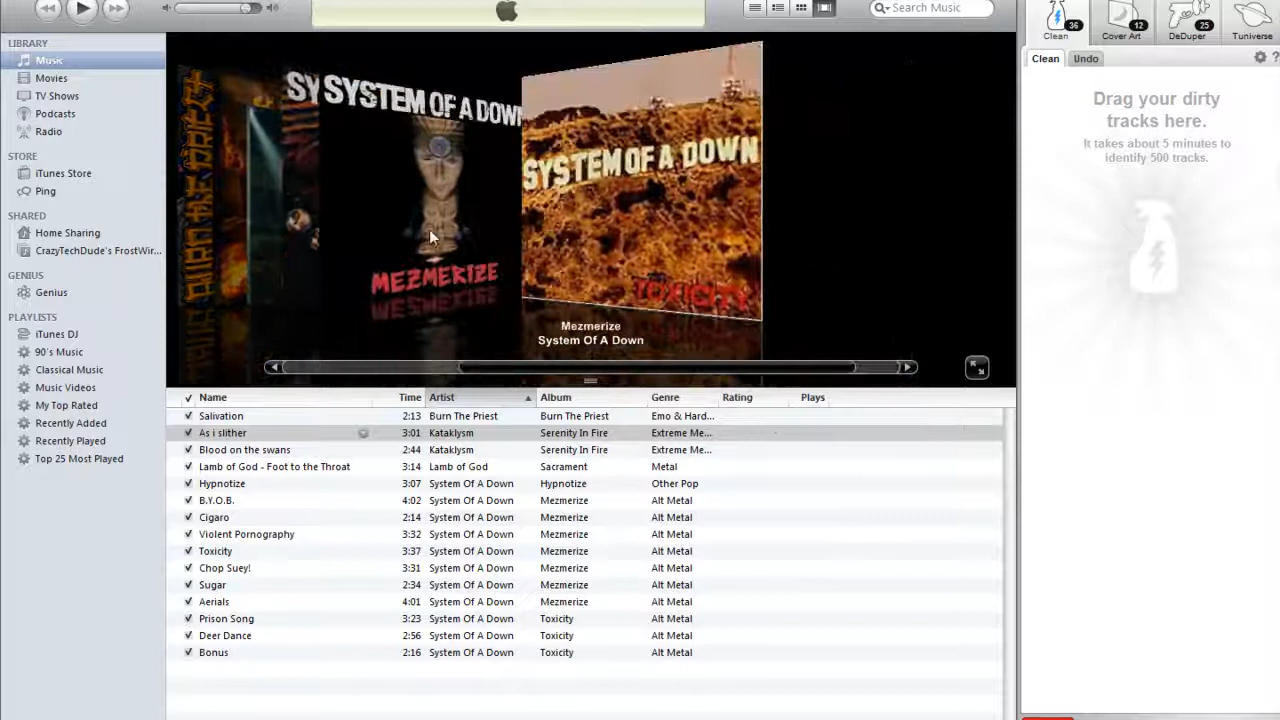 Search Music
36
12
25
Clean
Cover Art
DeDuper
Tuniverse
LIBRARY
Music
Movies
TV Shows
Podcasts
Radio
STORE
iTunes Store
Ping
SHARED
Home Sharing
CrazyTechDude's FrostWir...
GENIUS
Genius
PLAYLISTS
iTunes DJ
90's Music
Classical Music
Music Videos
My Top Rated
Recently Added
Recently Played
Top 25 Most Played
BURN THE PRIEST
SY
SYSTEM OF A DOWN
MEZMERIZE
SYSTEM OF A DOWN
TOXICITY
Mezmerize
System Of A Down
Name Time Artist Album Genre Rating Plays
Salivation 2:13 Burn The Priest Burn The Priest Emo & Hard...
As i slither 3:01 Kataklysm Serenity In Fire Extreme Me...
Blood on the swans 2:44 Kataklysm Serenity In Fire Extreme Me...
Lamb of God - Foot to the Throat 3:14 Lamb of God Sacrament Metal
Hypnotize 3:07 System Of A Down Hypnotize Other Pop
B.Y.O.B. 4:02 System Of A Down Mezmerize Alt Metal
Cigaro 2:14 System Of A Down Mezmerize Alt Metal
Violent Pornography 3:32 System Of A Down Mezmerize Alt Metal
Toxicity 3:37 System Of A Down Mezmerize Alt Metal
Chop Suey! 3:31 System Of A Down Mezmerize Alt Metal
Sugar 2:34 System Of A Down Mezmerize Alt Metal
Aerials 4:01 System Of A Down Mezmerize Alt Metal
Prison Song 3:23 System Of A Down Toxicity Alt Metal
Deer Dance 2:56 System Of A Down Toxicity Alt Metal
Bonus 2:16 System Of A Down Toxicity Alt Metal
Clean Undo ?
Drag your dirty
tracks here.
It takes about 5 minutes to
identify 500 tracks.